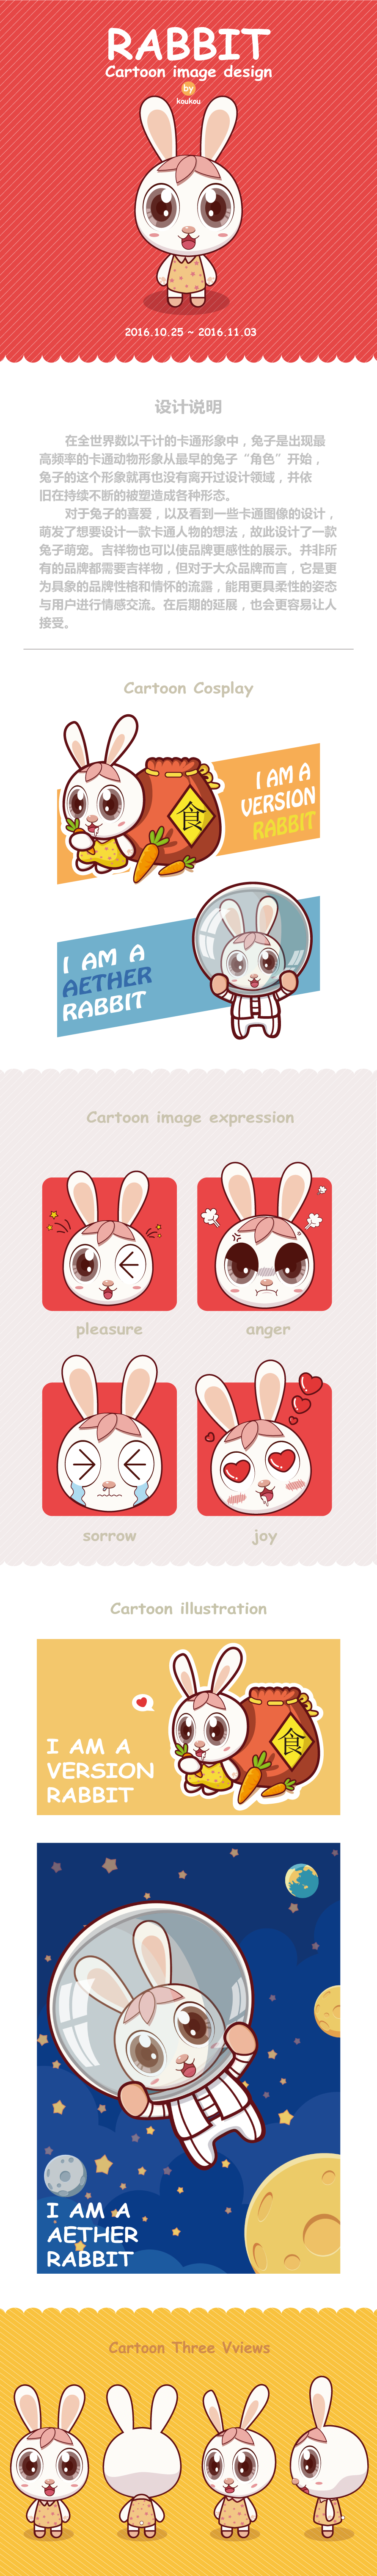 RABBIT
Cartoon image design
by
koukou
2016.10.25 ~ 2016.11.03
设计说明
在全世界数以千计的卡通形象中，兔子是出现最
高频率的卡通动物形象从最早的兔子“角色”开始，
兔子的这个形象就再也没有离开过设计领域，并依
旧在持续不断的被塑造成各种形态。
对于兔子的喜爱，以及看到一些卡通图像的设计，
萌发了想要设计一款卡通人物的想法，故此设计了一款
兔子萌宠。吉祥物也可以使品牌更感性的展示。并非所
有的品牌都需要吉祥物，但对于大众品牌而言，它是更
为具象的品牌性格和情怀的流露，能用更具柔性的姿态
与用户进行情感交流。在后期的延展，也会更容易让人
接受。
Cartoon Cosplay
食
I AM A
VERSION
RABBIT
I AM A
AETHER
RABBIT
Cartoon image expression
pleasure
anger
sorrow
joy
Cartoon illustration
食
I AM A
VERSION
RABBIT
I AM A
AETHER
RABBIT
Cartoon Three Vviews